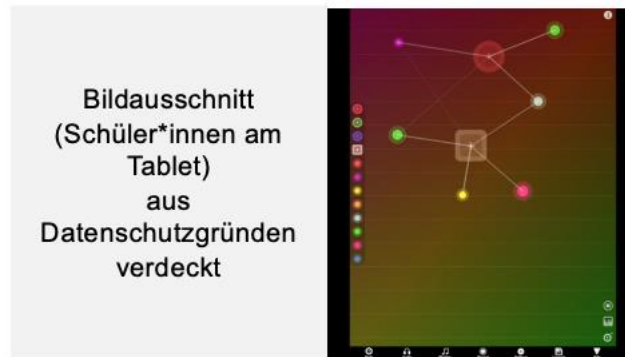 Bildausschnitt
(Schüler*innen am
Tablet)
aus
Datenschutzgründen
verdeckt